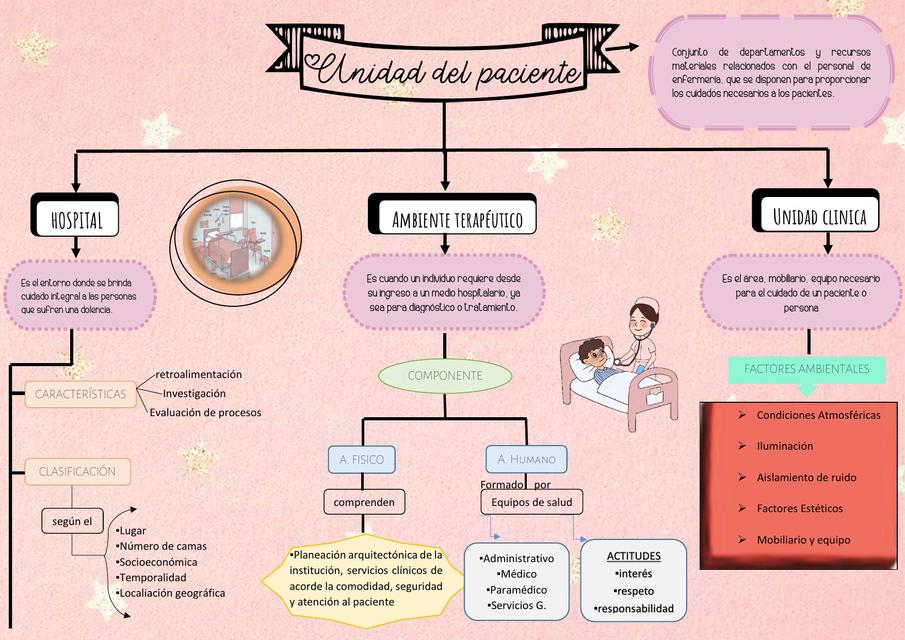 Unidad del paciente
Conjunto de departamentos y recursos
materiales relacionados con el personal de
enfermería, que se disponen para proporcionar
los cuidados necesarios a los pacientes.
HOSPITAL
AMBIENTE TERAPÉUTICO
UNIDAD CLINICA
Es el entorno donde se brinda
cuidado integral a las personas
que sufren una dolencia.
Es cuando un individuo requiere desde
su ingreso a un medio hospitalario, ya
sea para diagnóstico o tratamiento.
Es el área, mobiliario, equipo necesario
para el cuidado de un paciente o
persona
CARACTERÍSTICAS
retroalimentación
Investigación
Evaluación de procesos
CLASIFICACIÓN
según el
▪Lugar
▪Número de camas
▪Socioeconómica
▪Temporalidad
▪Localiación geográfica
COMPONENTE
A. FISICO
comprenden
▪Planeación arquitectónica de la
institución, servicios clínicos de
acorde la comodidad, seguridad
y atención al paciente
A. HUMANO
Formado por
Equipos de salud
▪Administrativo
▪Médico
▪Paramédico
▪Servicios G.
ACTITUDES
▪interés
▪respeto
▪responsabilidad
FACTORES AMBIENTALES
➢ Condiciones Atmosféricas
➢ Iluminación
➢ Aislamiento de ruido
➢ Factores Estéticos
➢ Mobiliario y equipo